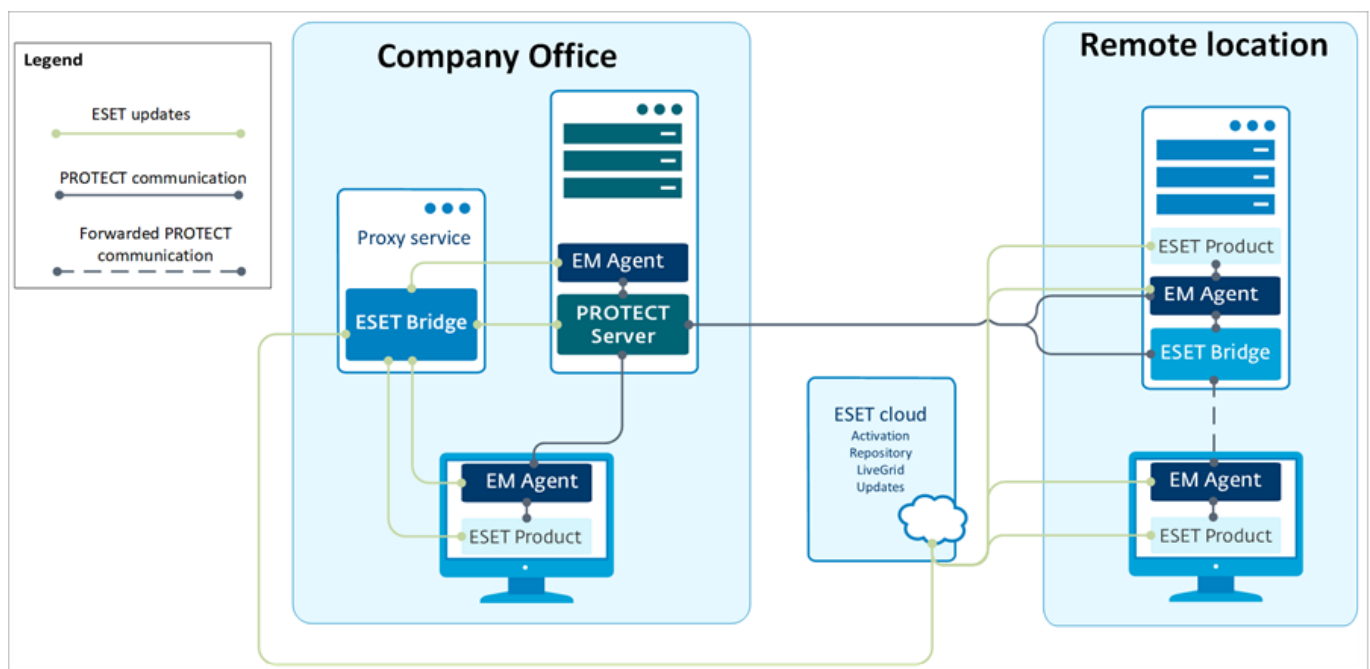 Legend
ESET updates
PROTECT communication
Forwarded PROTECT
communication
Company Office
Proxy service
ESET Bridge
EM Agent
PROTECT
Server
EM Agent
ESET Product
ESET cloud
Activation
Repository
LiveGrid
Updates
Remote location
ESET Product
EM Agent
ESET Bridge
EM Agent
ESET Product